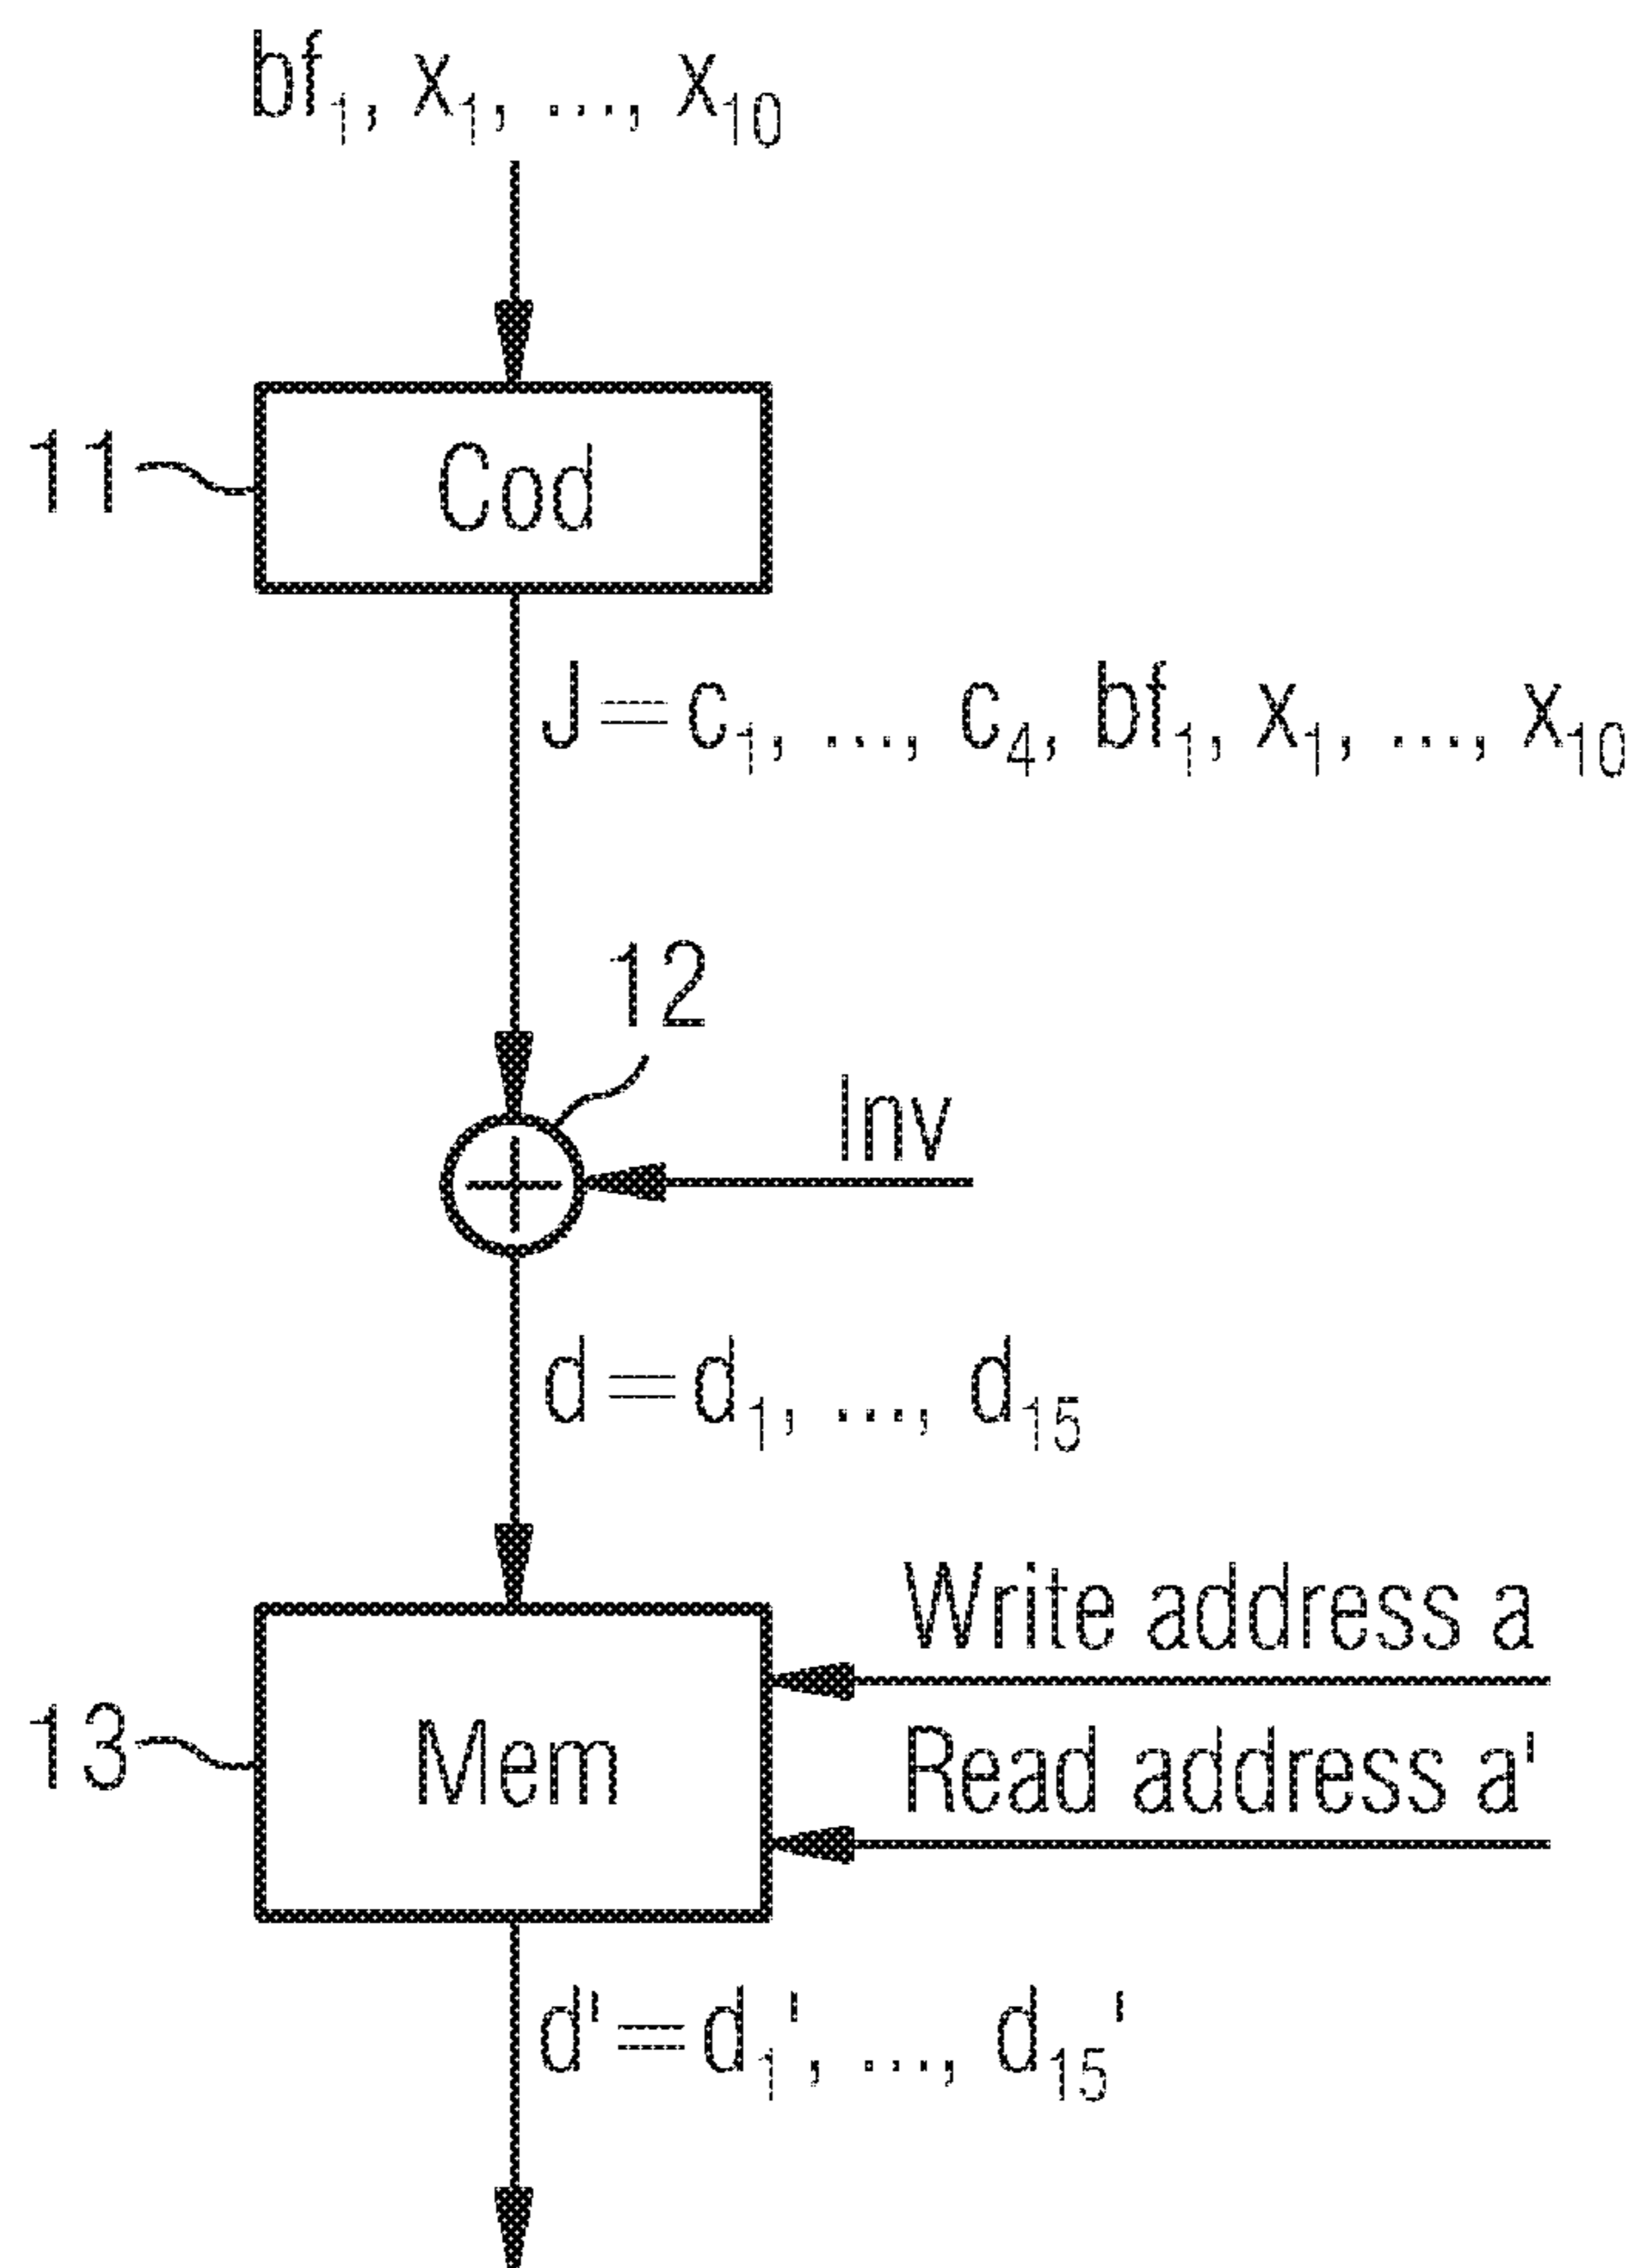 bf₁, x₁, ..., x₁₀
11
Cod
J = c₁, ..., c₄, bf₁, x₁, ..., x₁₀
12
Inv
d = d₁, ..., d₁₅
Write address a
13
Mem
Read address a'
d' = d₁', ..., d₁₅'